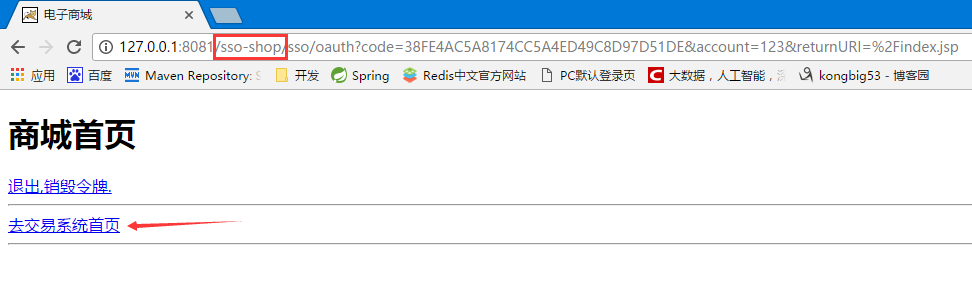 电子商城
127.0.0.1:8081/sso-shop/sso/oauth?code=38FE4AC5A8174CC5A4ED49C8D97D51DE&account=123&returnURI=%2Findex.jsp
应用 百度 Maven Repository: S 开发 Spring Redis中文官方网站 PC默认登录页 大数据，人工智能， kongbig53 - 博客园
商城首页
退出,销毁令牌.
去交易系统首页